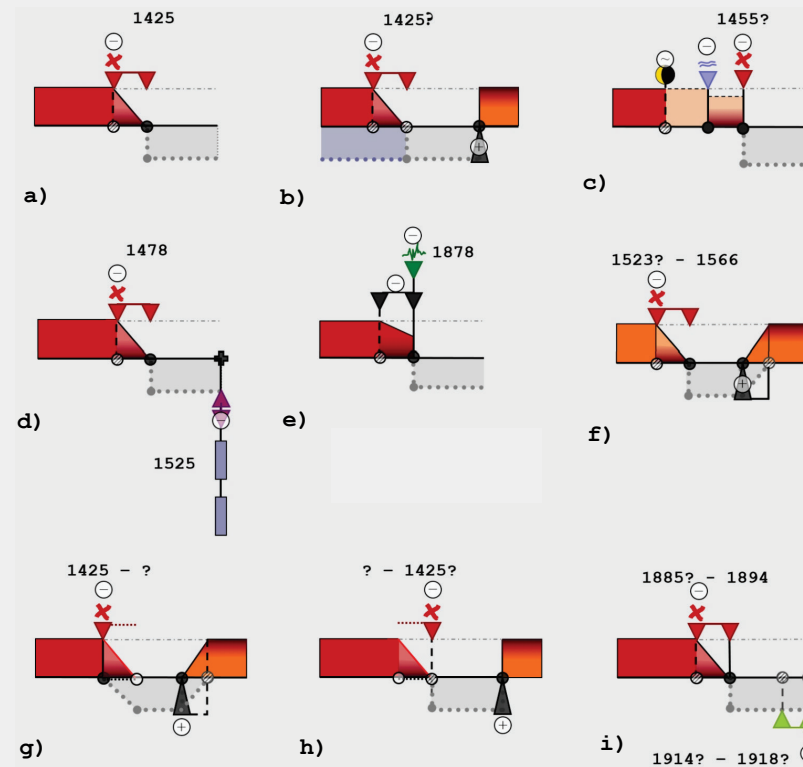 1425
1425?
1455?
a)
b)
c)
1478
1878
1523? - 1566
d)
e)
f)
1525
1425 - ?
? - 1425?
1885? - 1894
g)
h)
i)
1914? - 1918?